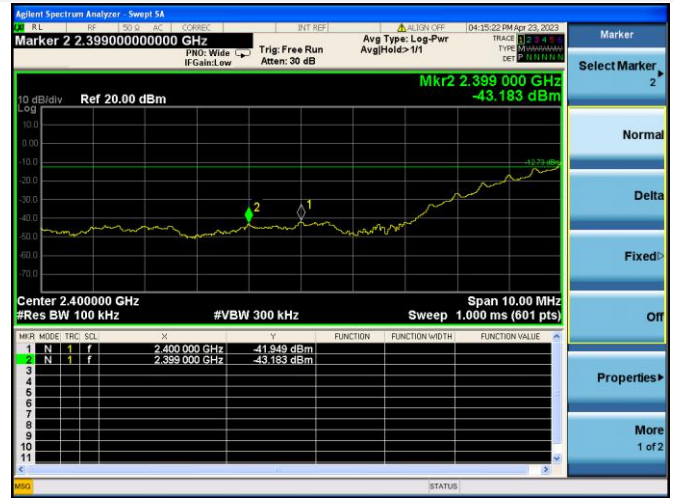 Agilent Spectrum Analyzer - Swept SA
RL RF 50 Ω AC CORREC INT REF ALIGN OFF 04:15:22 PM Apr 23, 2023
Marker 2 2.399000000000 GHz
PNO: Wide
IFGain:Low
Trig: Free Run
Atten: 30 dB
Avg Type: Log-Pwr
Avg|Hold>1/1
TRACE 1 2 3 4 5 6
TYPE M
DET P N N N N N
Mkr2 2.399 000 GHz
-43.183 dBm
10 dB/div Ref 20.00 dBm
Log
10.0
0.00
-10.0
-20.0
-30.0
-40.0
-50.0
-60.0
-70.0
-12.73 dBm
2
1
Center 2.400000 GHz Span 10.00 MHz
#Res BW 100 kHz #VBW 300 kHz Sweep 1.000 ms (601 pts)
MKR MODE TRC SCL X Y FUNCTION FUNCTION WIDTH FUNCTION VALUE
1 N 1 f 2.400 000 GHz -41.949 dBm
2 N 1 f 2.399 000 GHz -43.183 dBm
3
4
5
6
7
8
9
10
11
MSG STATUS
Marker
Select Marker
2
Normal
Delta
Fixed
Off
Properties
More
1 of 2